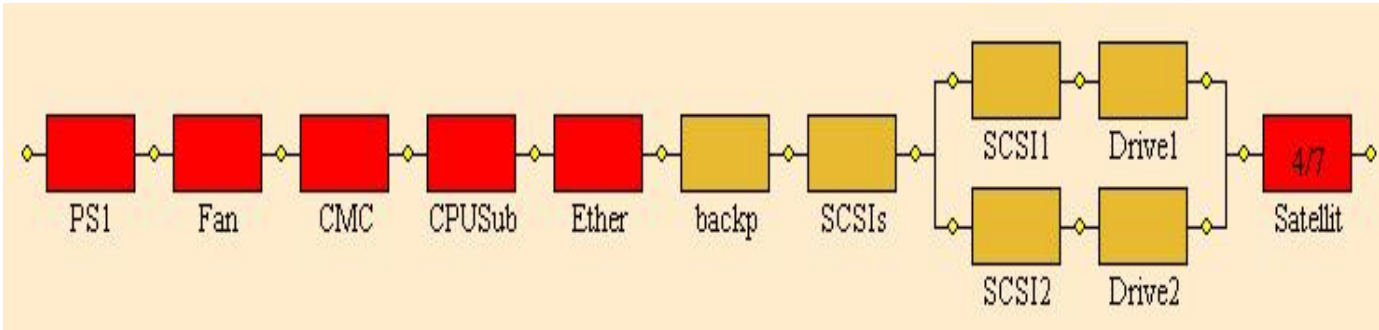 SCSI1 Drive1
4/7
PS1 Fan CMC CPUSub Ether backp SCSIs Satellit
SCSI2 Drive2